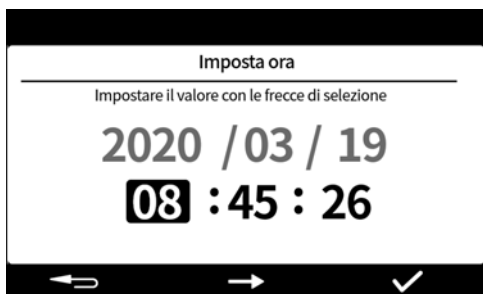 Imposta ora
Impostare il valore con le frecce di selezione
2020 / 03 / 19
08 : 45 : 26